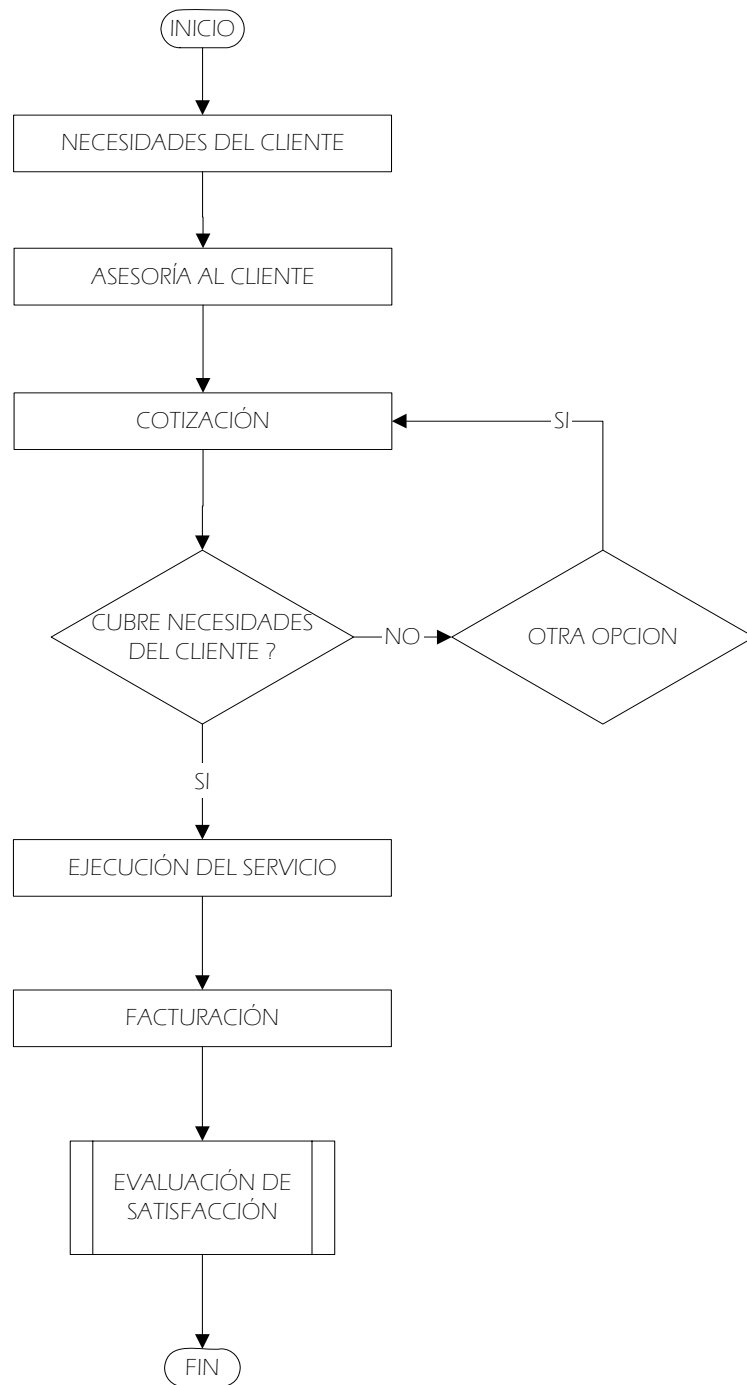 INICIO
NECESIDADES DEL CLIENTE
ASESORÍA AL CLIENTE
COTIZACIÓN
SI
CUBRE NECESIDADES
DEL CLIENTE ?
NO
OTRA OPCION
SI
EJECUCIÓN DEL SERVICIO
FACTURACIÓN
EVALUACIÓN DE
SATISFACCIÓN
FIN